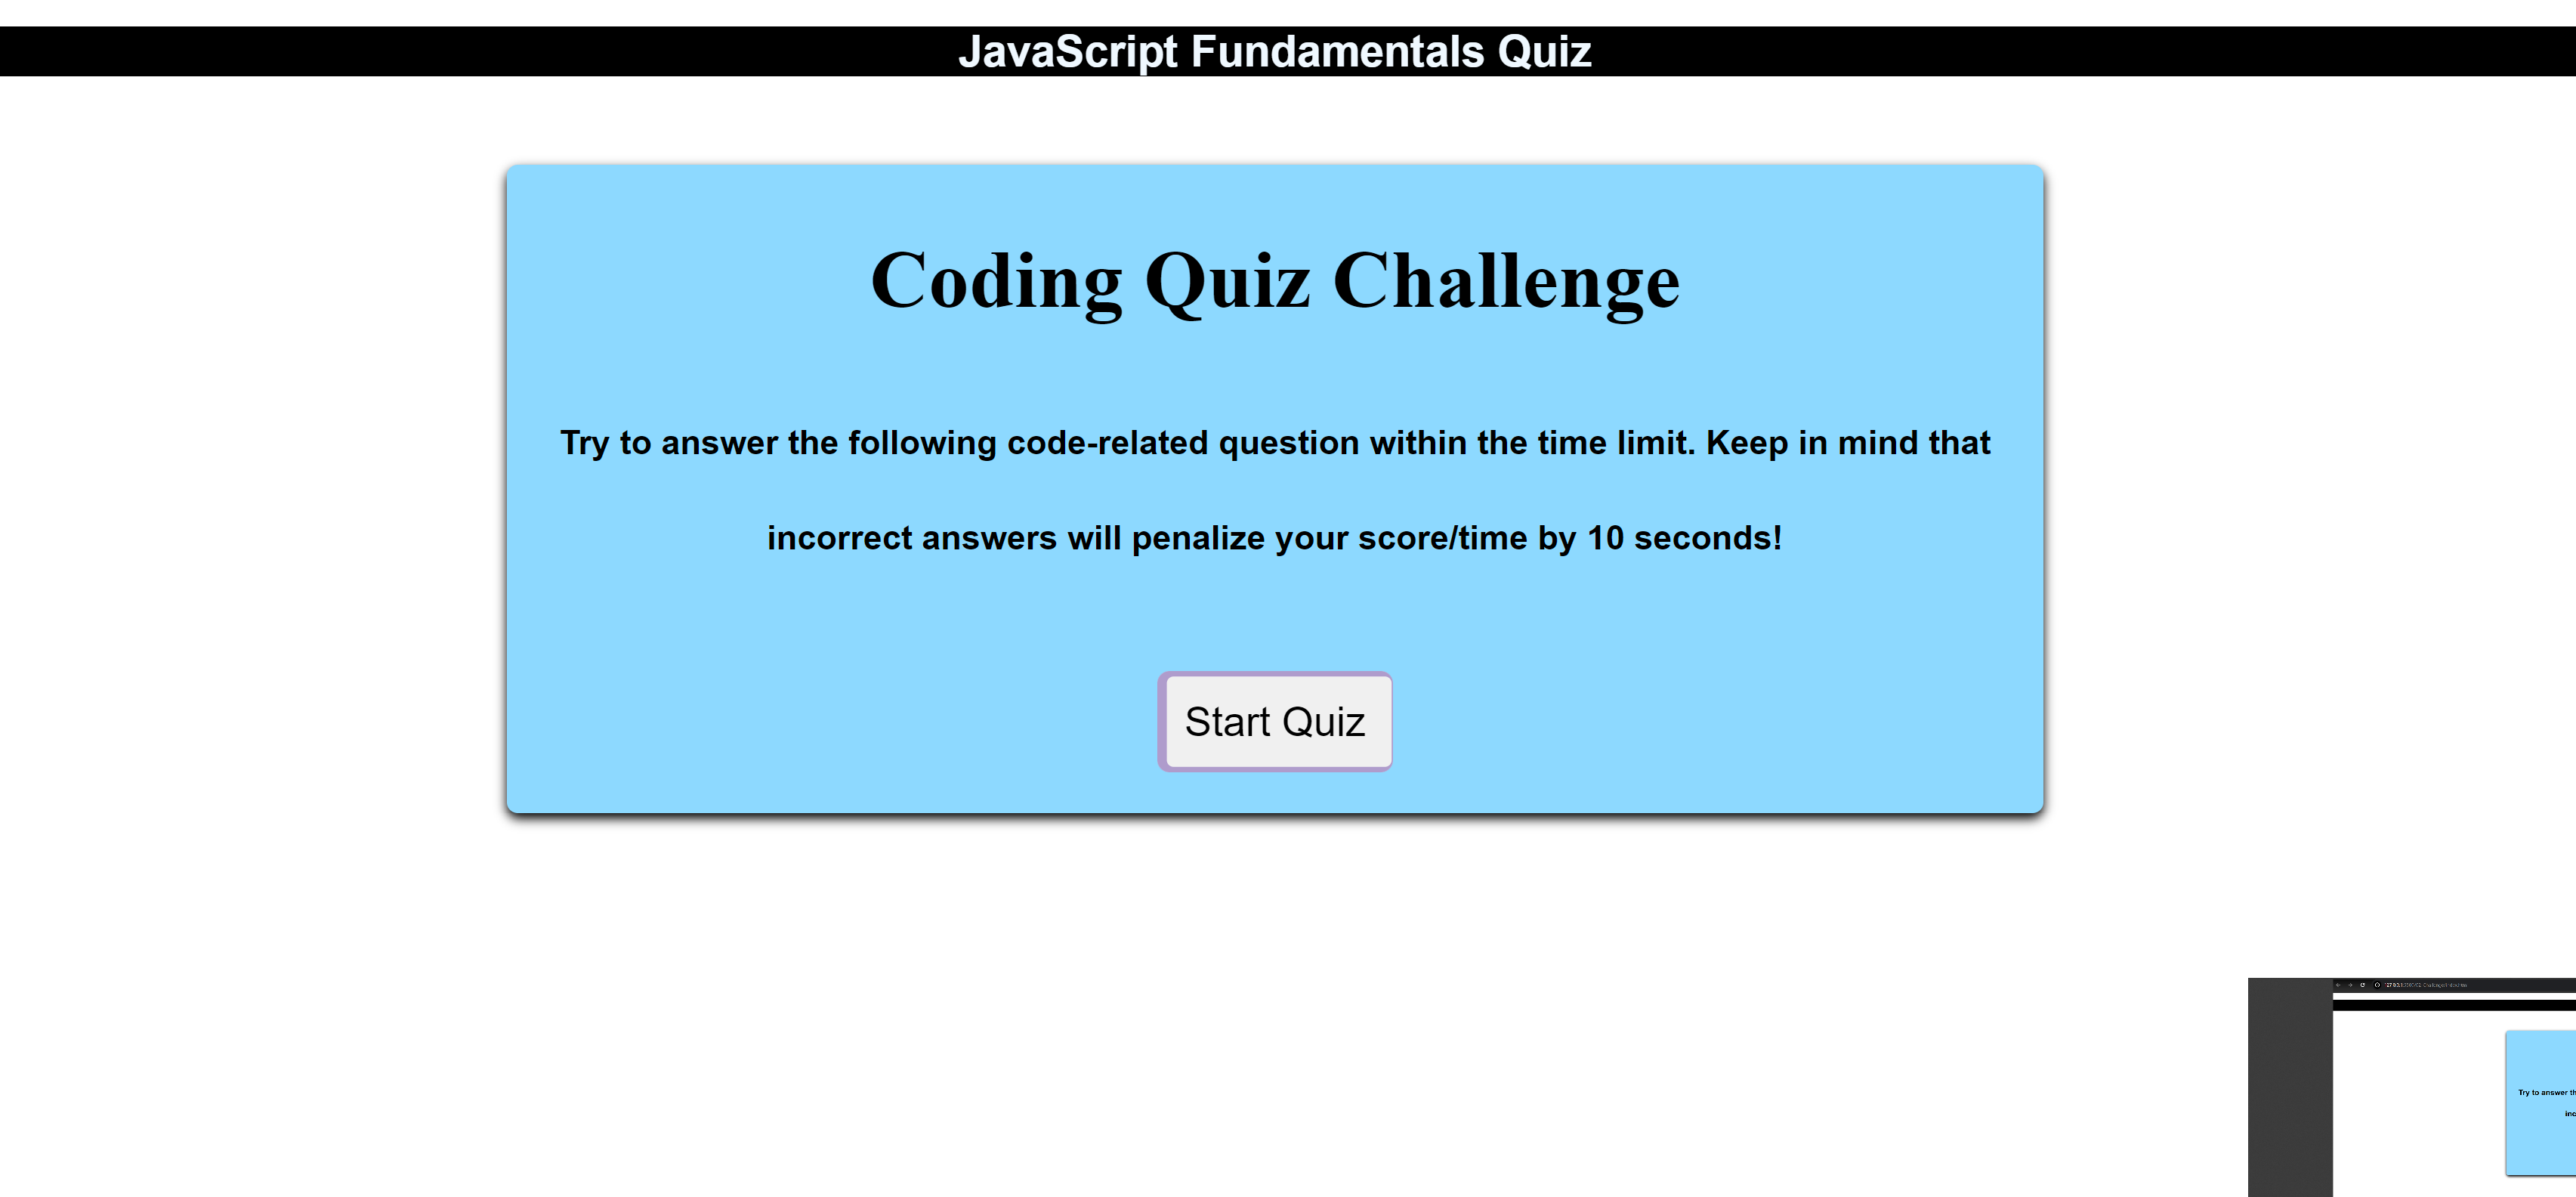 JavaScript Fundamentals Quiz
Coding Quiz Challenge
Try to answer the following code-related question within the time limit. Keep in mind that
incorrect answers will penalize your score/time by 10 seconds!
Start Quiz
Try to answer th
inc